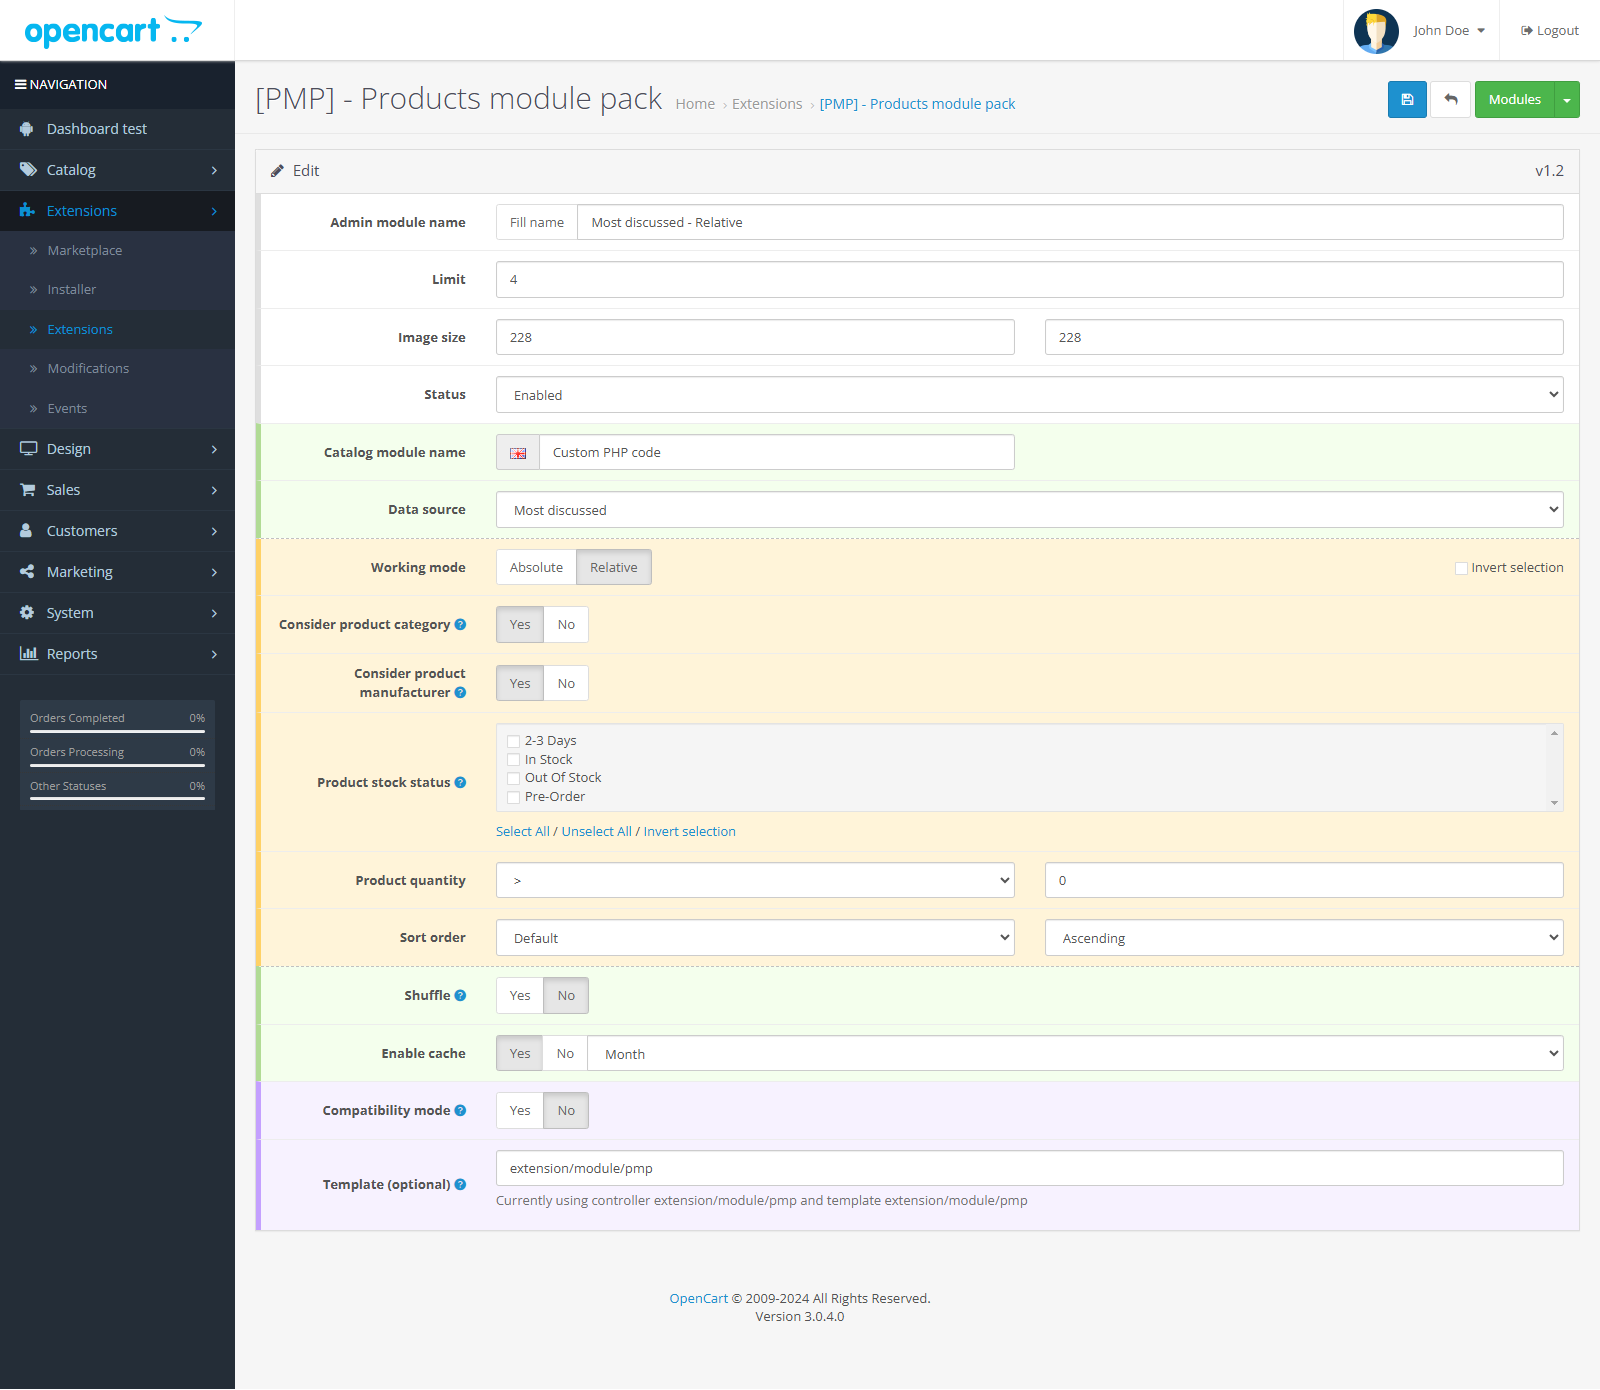 opencart
John Doe
Logout
NAVIGATION
Dashboard test
Catalog
Extensions
Marketplace
Installer
Extensions
Modifications
Events
Design
Sales
Customers
Marketing
System
Reports
Orders Completed 0%
Orders Processing 0%
Other Statuses 0%
[PMP] - Products module pack
Home › Extensions › [PMP] - Products module pack
Modules
Edit v1.2
Admin module name Fill name Most discussed - Relative
Limit 4
Image size 228 228
Status Enabled
Catalog module name Custom PHP code
Data source Most discussed
Working mode Absolute Relative Invert selection
Consider product category ? Yes No
Consider product
manufacturer ? Yes No
Product stock status ?
2-3 Days
In Stock
Out Of Stock
Pre-Order
Select All / Unselect All / Invert selection
Product quantity > 0
Sort order Default Ascending
Shuffle ? Yes No
Enable cache Yes No Month
Compatibility mode ? Yes No
Template (optional) ? extension/module/pmp
Currently using controller extension/module/pmp and template extension/module/pmp
OpenCart © 2009-2024 All Rights Reserved.
Version 3.0.4.0